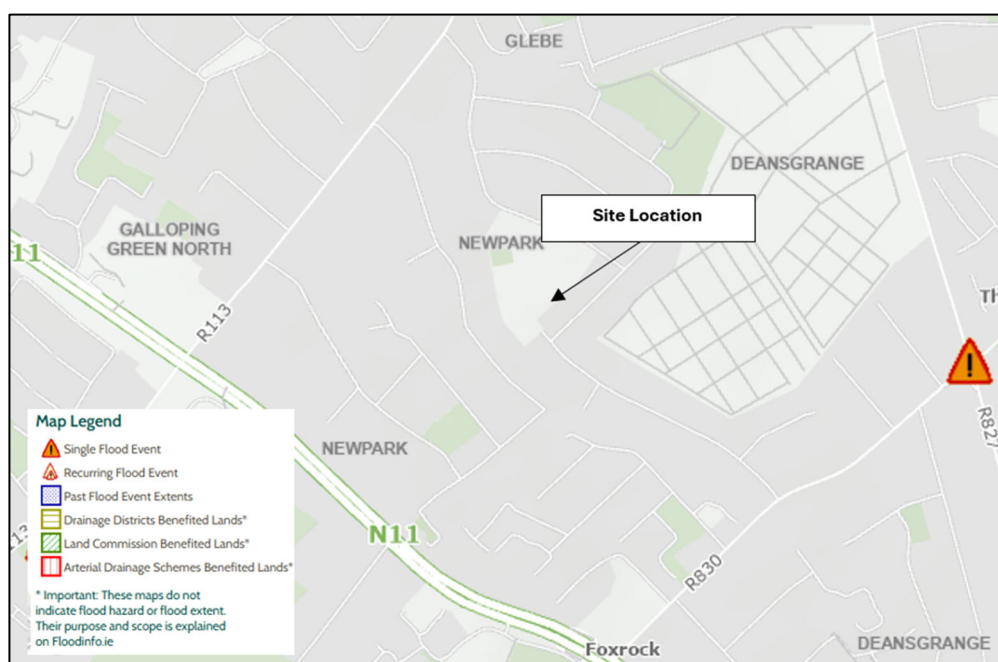 GLEBE
DEANSGRANGE
Site Location
GALLOPING
GREEN NORTH
NEWPARK
11
R113
Th
Map Legend
Single Flood Event
Recurring Flood Event
Past Flood Event Extents
Drainage Districts Benefited Lands*
Land Commission Benefited Lands*
Arterial Drainage Schemes Benefited Lands*
* Important: These maps do not
indicate flood hazard or flood extent.
Their purpose and scope is explained
on Floodinfo.ie
NEWPARK
R827
N11
R830
113
Foxrock
DEANSGRANGE